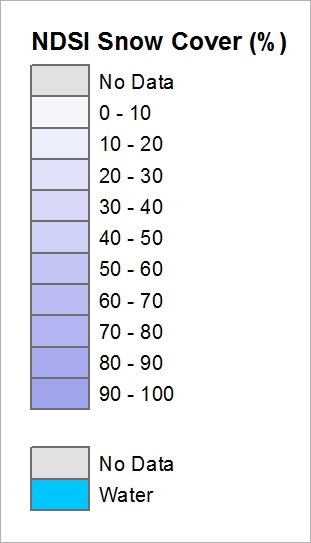 NDSI Snow Cover (%)
No Data
0 - 10
10 - 20
20 - 30
30 - 40
40 - 50
50 - 60
60 - 70
70 - 80
80 - 90
90 - 100
No Data
Water